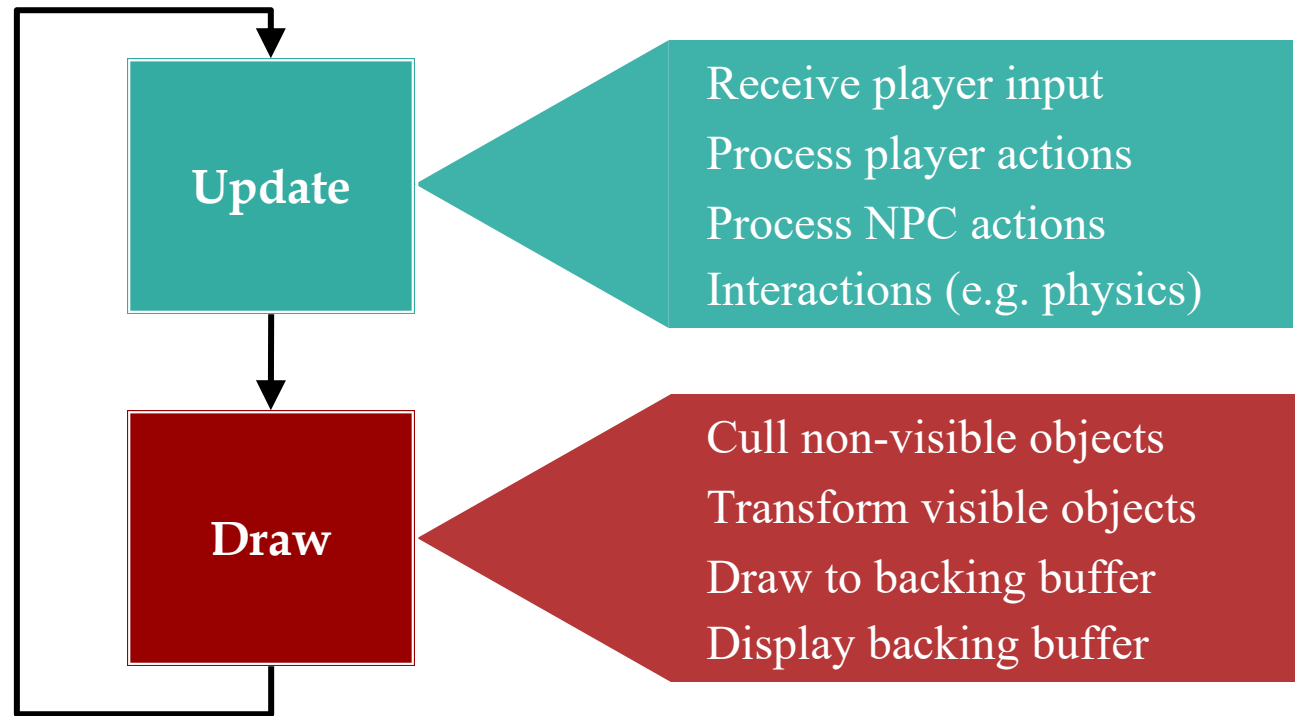 Update
Receive player input
Process player actions
Process NPC actions
Interactions (e.g. physics)
Draw
Cull non-visible objects
Transform visible objects
Draw to backing buffer
Display backing buffer